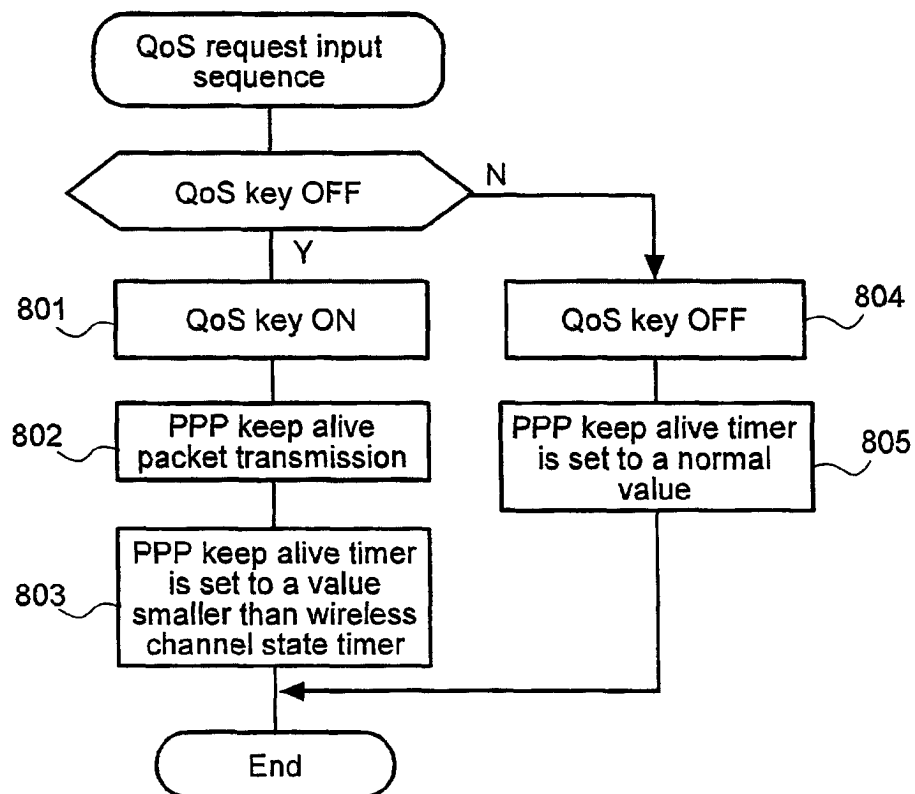 QoS request input
sequence
QoS key OFF
N
Y
801
QoS key ON
804
QoS key OFF
802
PPP keep alive
packet transmission
PPP keep alive timer
is set to a normal
value
805
803
PPP keep alive timer
is set to a value
smaller than wireless
channel state timer
End